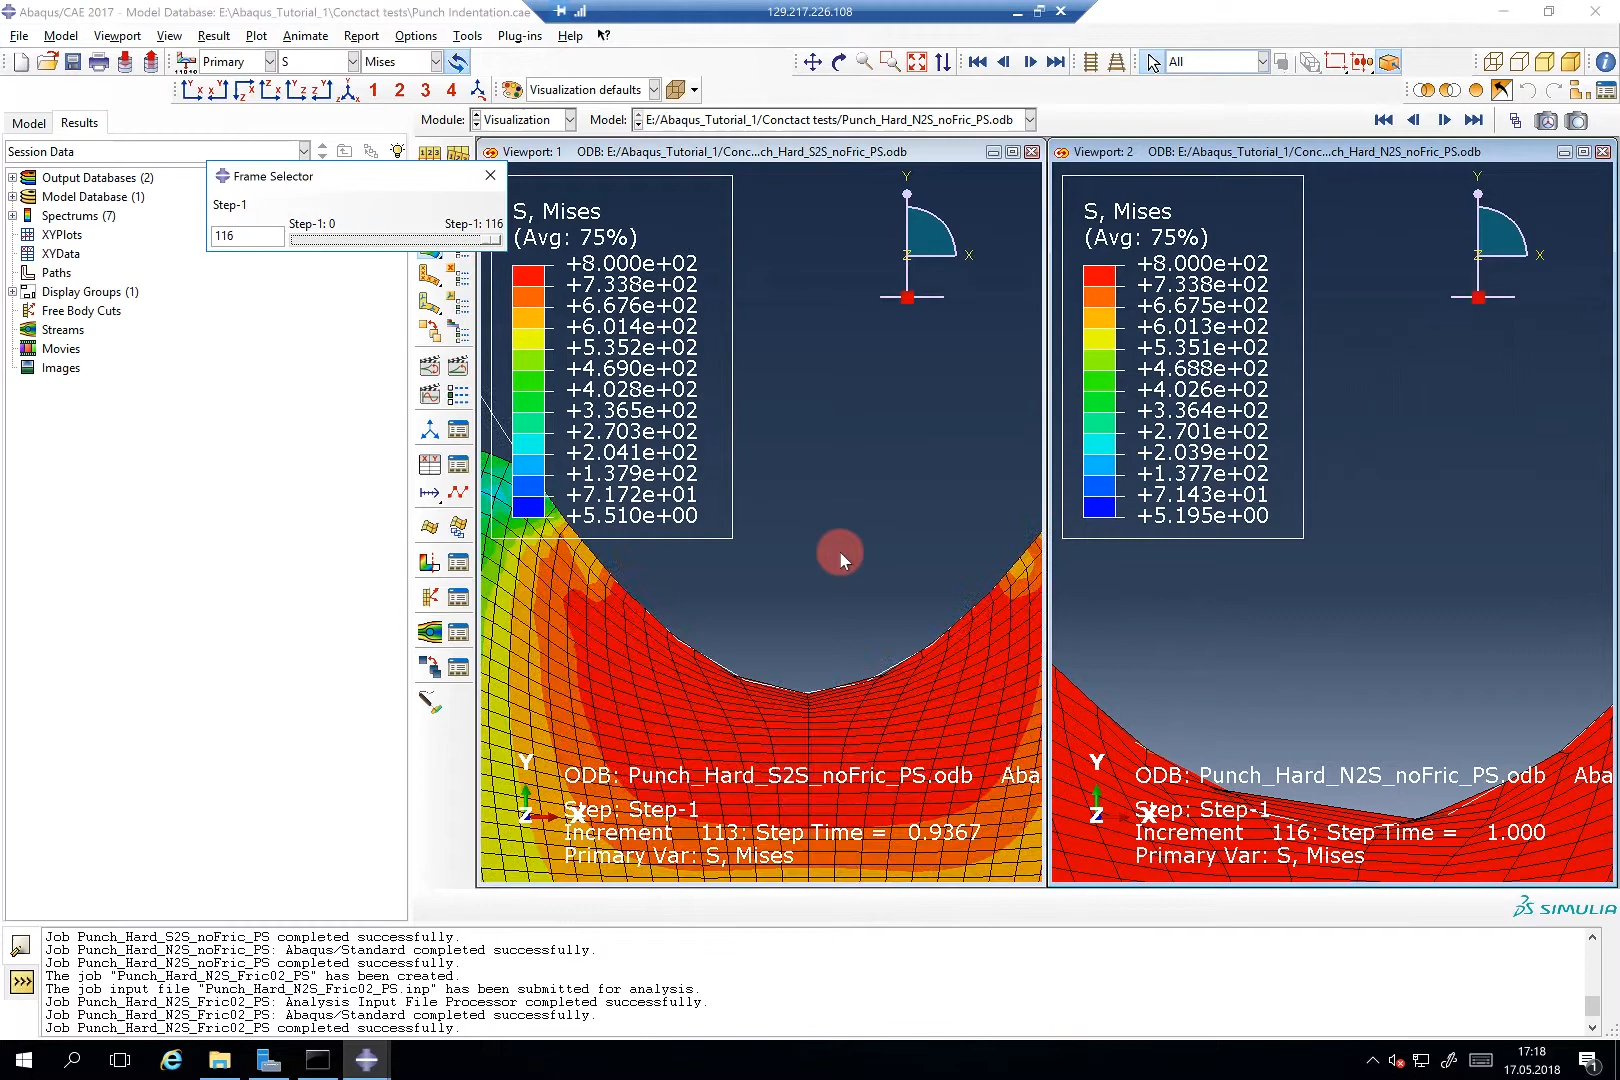 Abaqus/CAE 2017 - Model Database: E:\Abaqus_Tutorial_1\Conctact tests\Punch Indentation.cae
129.217.226.108
File Model Viewport View Result Plot Animate Report Options Tools Plug-ins Help
Primary S Mises All
1 2 3 4 Visualization defaults
Model Results
Module: Visualization Model: E:/Abaqus_Tutorial_1/Conctact tests/Punch_Hard_N2S_noFric_PS.odb
Session Data
Output Databases (2)
Model Database (1)
Spectrums (7)
XYPlots
XYData
Paths
Display Groups (1)
Free Body Cuts
Streams
Movies
Images
Frame Selector
Step-1
Step-1: 0 Step-1: 116
116
Viewport: 1 ODB: E:/Abaqus_Tutorial_1/Conc...ch_Hard_S2S_noFric_PS.odb
S, Mises
(Avg: 75%)
+8.000e+02
+7.338e+02
+6.676e+02
+6.014e+02
+5.352e+02
+4.690e+02
+4.028e+02
+3.365e+02
+2.703e+02
+2.041e+02
+1.379e+02
+7.172e+01
+5.510e+00
Y
Z X
Y
Z X
ODB: Punch_Hard_S2S_noFric_PS.odb Aba
Step: Step-1
Increment 113: Step Time = 0.9367
Primary Var: S, Mises
Viewport: 2 ODB: E:/Abaqus_Tutorial_1/Conc...ch_Hard_N2S_noFric_PS.odb
S, Mises
(Avg: 75%)
+8.000e+02
+7.338e+02
+6.675e+02
+6.013e+02
+5.351e+02
+4.688e+02
+4.026e+02
+3.364e+02
+2.701e+02
+2.039e+02
+1.377e+02
+7.143e+01
+5.195e+00
Y
Z X
Y
Z X
ODB: Punch_Hard_N2S_noFric_PS.odb Aba
Step: Step-1
Increment 116: Step Time = 1.000
Primary Var: S, Mises
SIMULIA
Job Punch_Hard_S2S_noFric_PS completed successfully.
Job Punch_Hard_N2S_noFric_PS: Abaqus/Standard completed successfully.
Job Punch_Hard_N2S_noFric_PS completed successfully.
The job "Punch_Hard_N2S_Fric02_PS" has been created.
The job input file "Punch_Hard_N2S_Fric02_PS.inp" has been submitted for analysis.
Job Punch_Hard_N2S_Fric02_PS: Analysis Input File Processor completed successfully.
Job Punch_Hard_N2S_Fric02_PS: Abaqus/Standard completed successfully.
Job Punch_Hard_N2S_Fric02_PS completed successfully.
17:18
17.05.2018
1